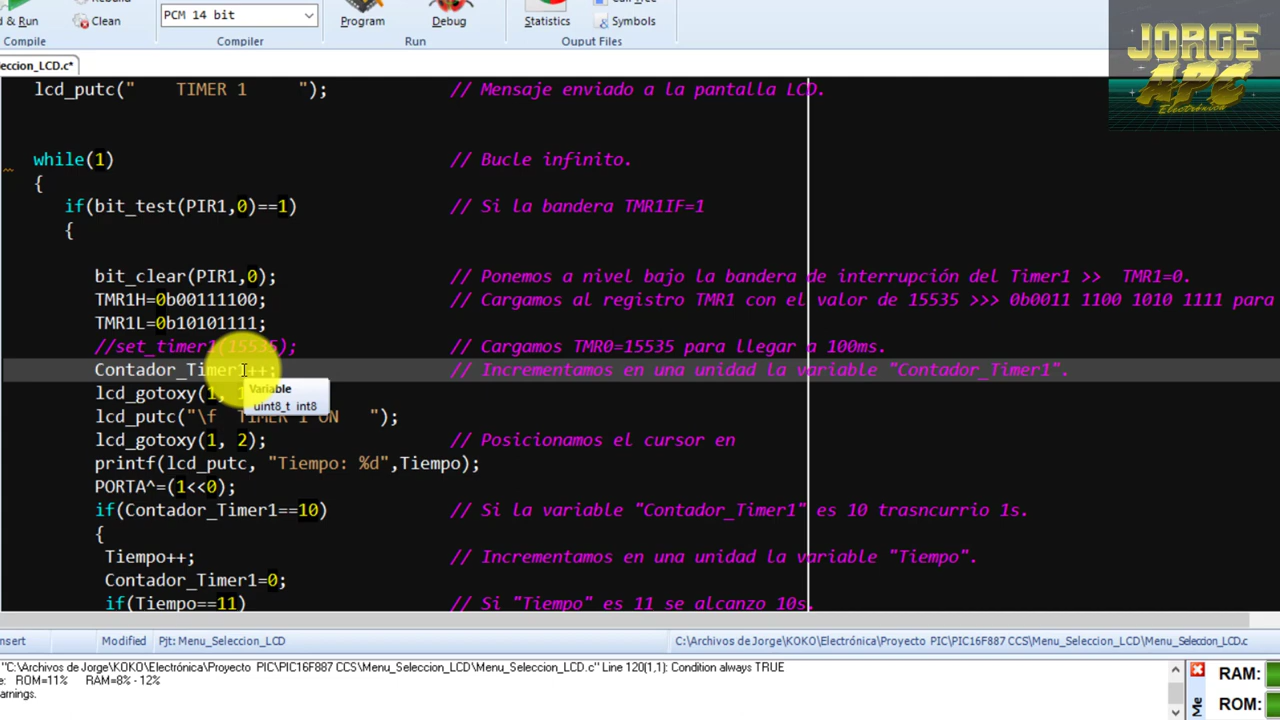 & Run
Clean
PCM 14 bit
Program
Debug
Statistics
Symbols
Compile
Compiler
Run
Ouput Files
JORGE
APC
Electrónica
eccion_LCD.c*
lcd_putc("    TIMER 1     ");    // Mensaje enviado a la pantalla LCD.
while(1)    // Bucle infinito.
{
if(bit_test(PIR1,0)==1)    // Si la bandera TMR1IF=1
{
bit_clear(PIR1,0);    // Ponemos a nivel bajo la bandera de interrupción del Timer1 >>  TMR1=0.
TMR1H=0b00111100;    // Cargamos al registro TMR1 con el valor de 15535 >>> 0b0011 1100 1010 1111 para
TMR1L=0b10101111;
//set_timer1(15535);    // Cargamos TMR0=15535 para llegar a 100ms.
Contador_Timer1++;    // Incrementamos en una unidad la variable "Contador_Timer1".
lcd_gotoxy(1,
Variable
uint8_t int8
lcd_putc("\f  TIMER 1 ON   ");
lcd_gotoxy(1, 2);    // Posicionamos el cursor en
printf(lcd_putc, "Tiempo: %d",Tiempo);
PORTA^=(1<<0);
if(Contador_Timer1==10)    // Si la variable "Contador_Timer1" es 10 trasncurrio 1s.
{
Tiempo++;    // Incrementamos en una unidad la variable "Tiempo".
Contador_Timer1=0;
if(Tiempo==11)    // Si "Tiempo" es 11 se alcanzo 10s.
nsert    Modified    Pjt: Menu_Seleccion_LCD    C:\Archivos de Jorge\KOKO\Electrónica\Proyecto  PIC\PIC16F887 CCS\Menu_Seleccion_LCD\Menu_Seleccion_LCD.c
"C:\Archivos de Jorge\KOKO\Electrónica\Proyecto  PIC\PIC16F887 CCS\Menu_Seleccion_LCD\Menu_Seleccion_LCD.c" Line 120(1,1): Condition always TRUE
e:   ROM=11%    RAM=8% - 12%
arnings.
Me
RAM:
ROM: